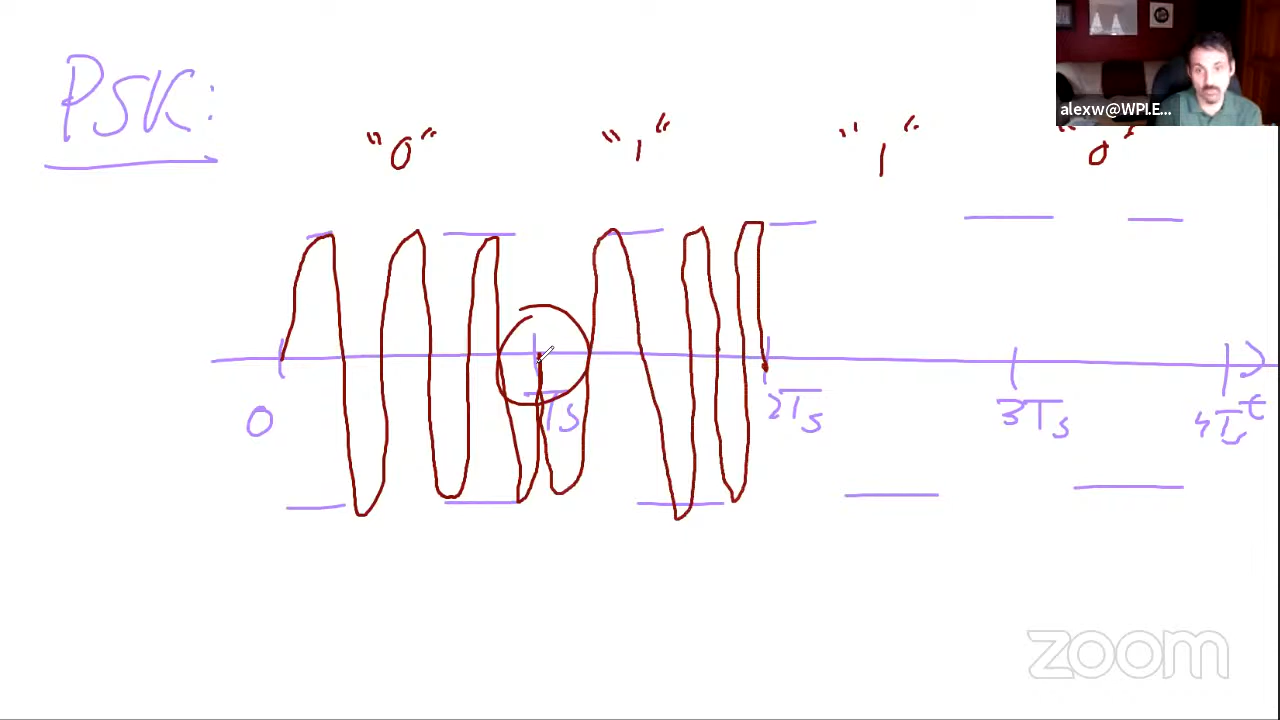 PSK:
alexw@WPI.E...
"0" "1" "1" "0"
0 Ts 2Ts 3Ts 4Ts t
zoom